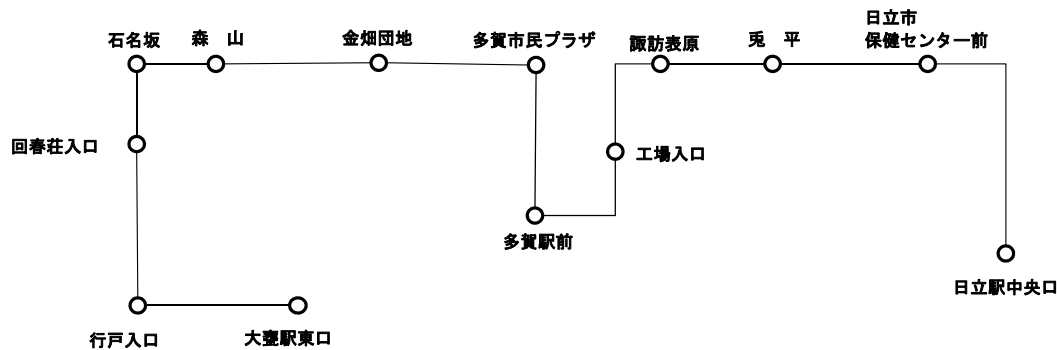 日立市
保健センター前
石名坂
森 山
金畑団地
多賀市民プラザ
諏訪表原
兎 平
回春荘入口
工場入口
多賀駅前
日立駅中央口
行戸入口
大甕駅東口